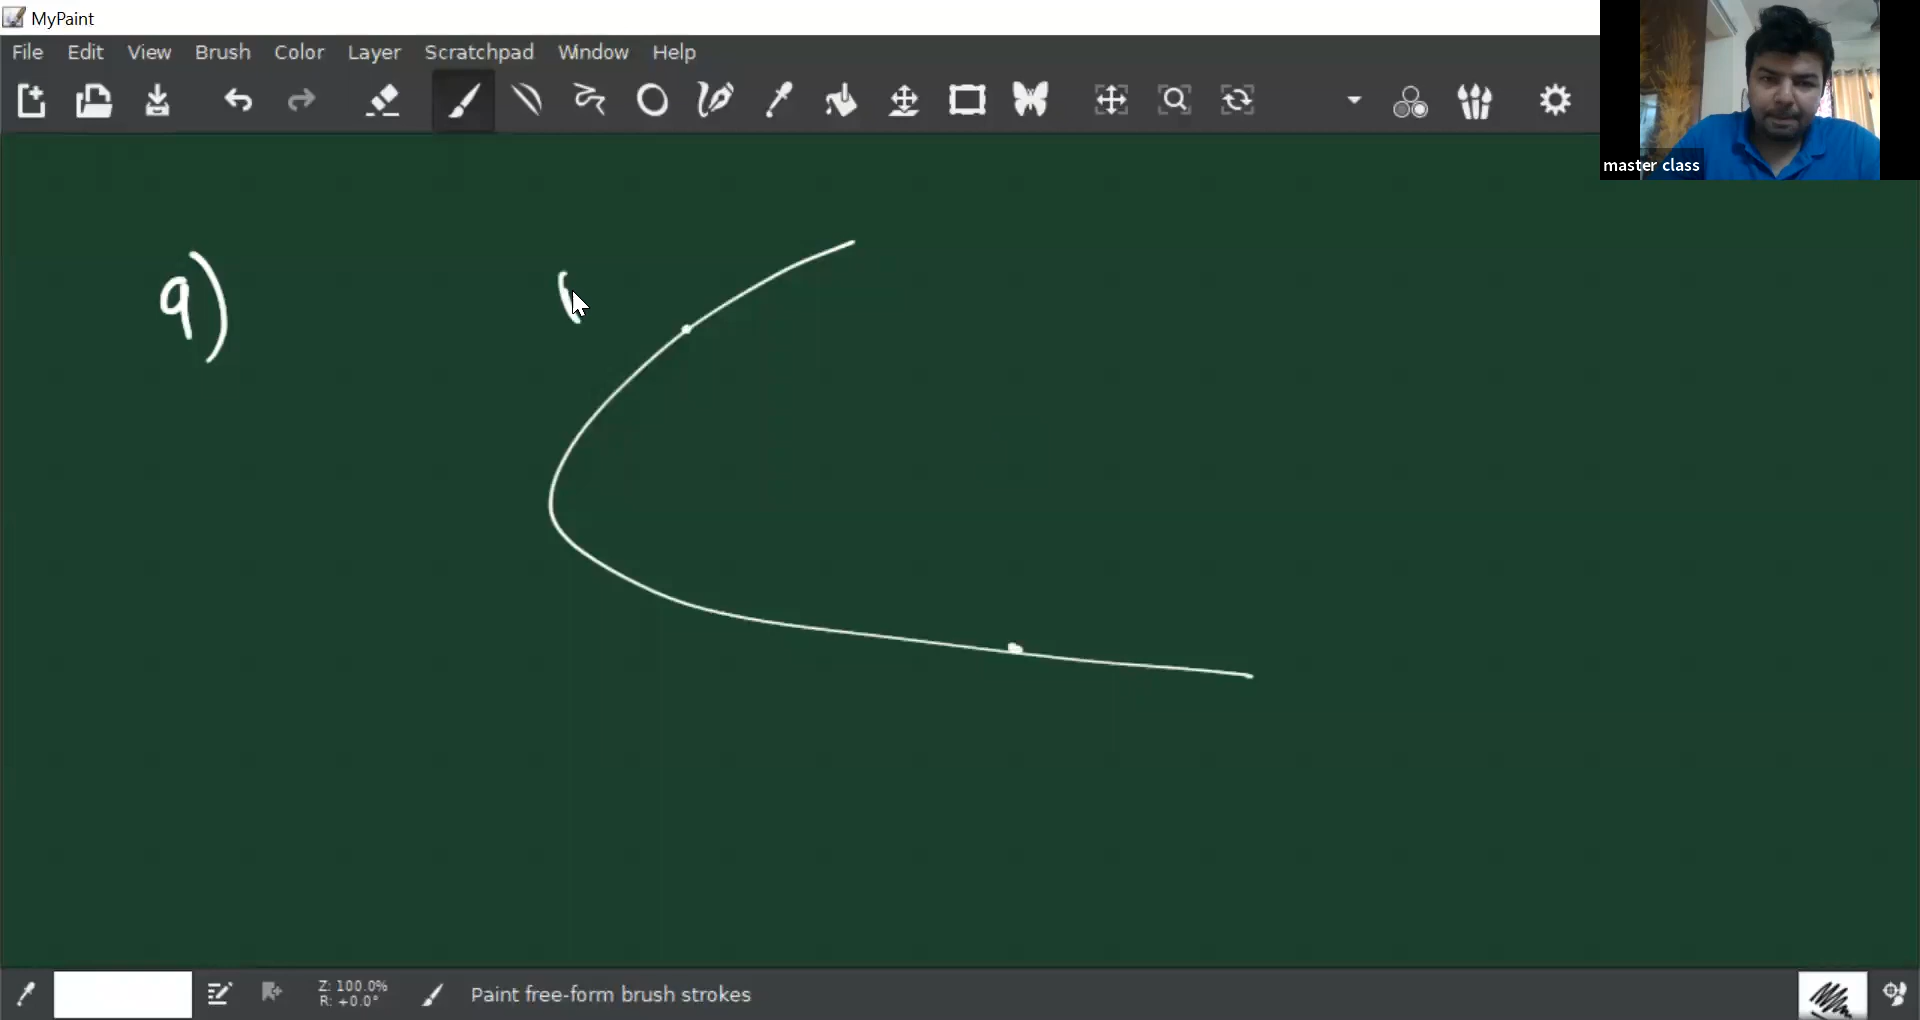 MyPaint
File Edit View Brush Color Layer Scratchpad Window Help
master class
9)
Z: 100.0%
R: +0.0°
Paint free-form brush strokes